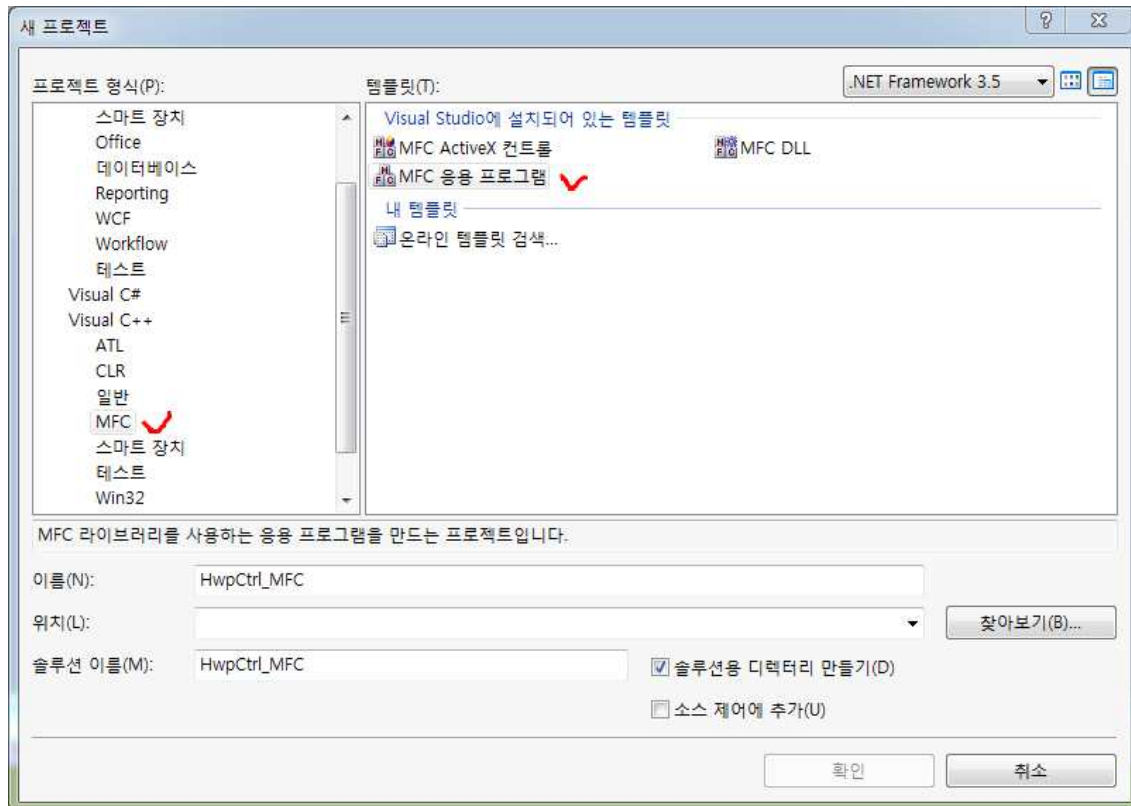 새 프로젝트
프로젝트 형식(P):
템플릿(T):
.NET Framework 3.5
스마트 장치
Office
데이터베이스
Reporting
WCF
Workflow
테스트
Visual C#
Visual C++
ATL
CLR
일반
MFC
스마트 장치
테스트
Win32
Visual Studio에 설치되어 있는 템플릿
MFC ActiveX 컨트롤
MFC DLL
MFC 응용 프로그램
내 템플릿
온라인 템플릿 검색...
MFC 라이브러리를 사용하는 응용 프로그램을 만드는 프로젝트입니다.
이름(N):
HwpCtrl_MFC
위치(L):
찾아보기(B)...
솔루션 이름(M):
HwpCtrl_MFC
솔루션용 디렉터리 만들기(D)
소스 제어에 추가(U)
확인
취소